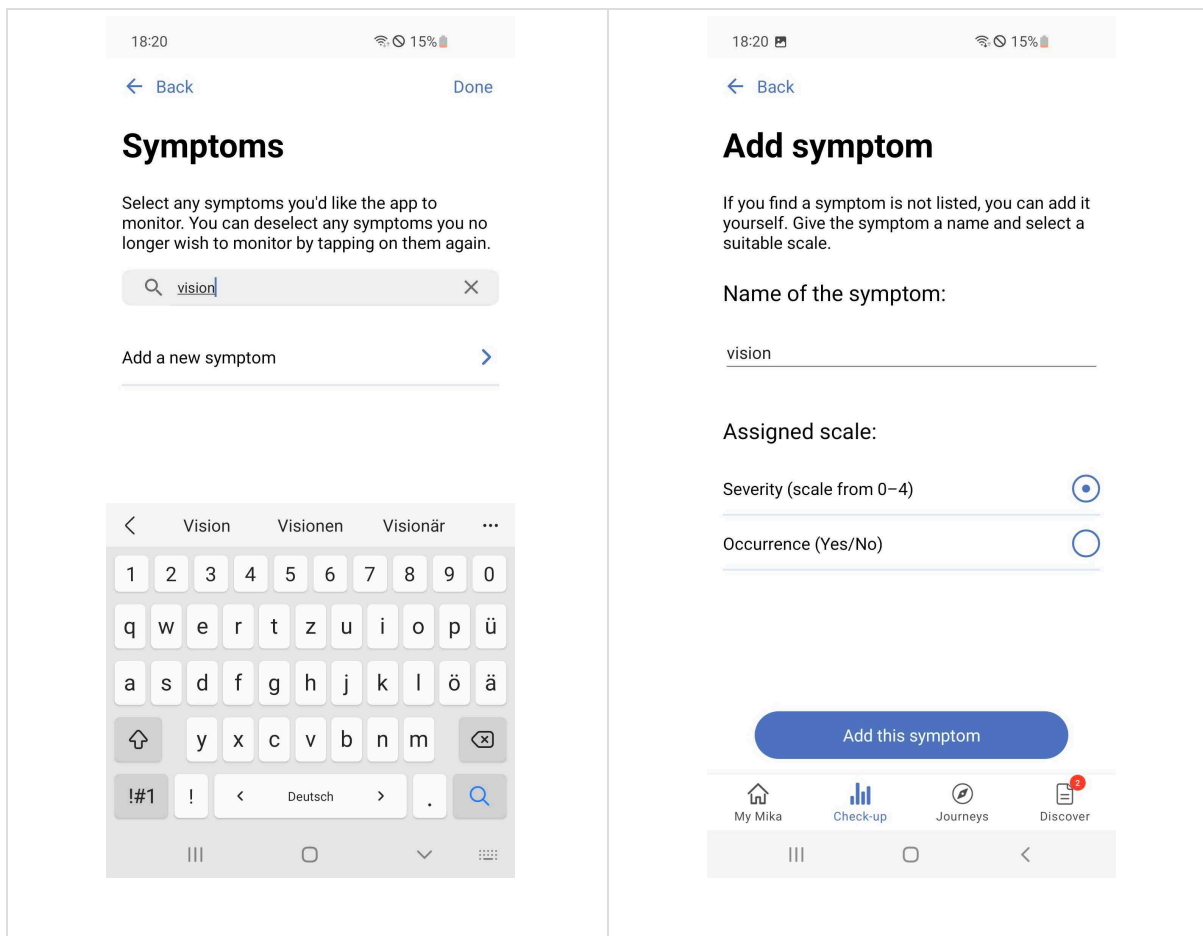 18:20
15%
Back
Done
Symptoms
Select any symptoms you'd like the app to
monitor. You can deselect any symptoms you no
longer wish to monitor by tapping on them again.
vision
Add a new symptom
Vision Visionen Visionär ...
1 2 3 4 5 6 7 8 9 0
q w e r t z u i o p ü
a s d f g h j k l ö ä
y x c v b n m
!#1 ! < Deutsch > .
18:20
15%
Back
Add symptom
If you find a symptom is not listed, you can add it
yourself. Give the symptom a name and select a
suitable scale.
Name of the symptom:
vision
Assigned scale:
Severity (scale from 0–4)
Occurrence (Yes/No)
Add this symptom
2
My Mika Check-up Journeys Discover